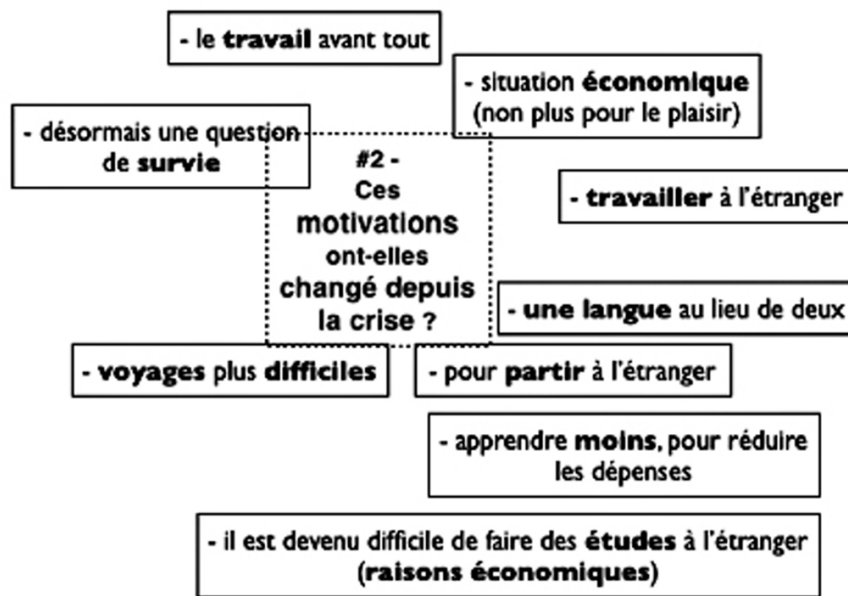 - le travail avant tout
- situation économique
(non plus pour le plaisir)
- désormais une question
de survie
#2 -
Ces
motivations
ont-elles
changé depuis
la crise ?
- travailler à l'étranger
- une langue au lieu de deux
- voyages plus difficiles
- pour partir à l'étranger
- apprendre moins, pour réduire
les dépenses
- il est devenu difficile de faire des études à l'étranger
(raisons économiques)